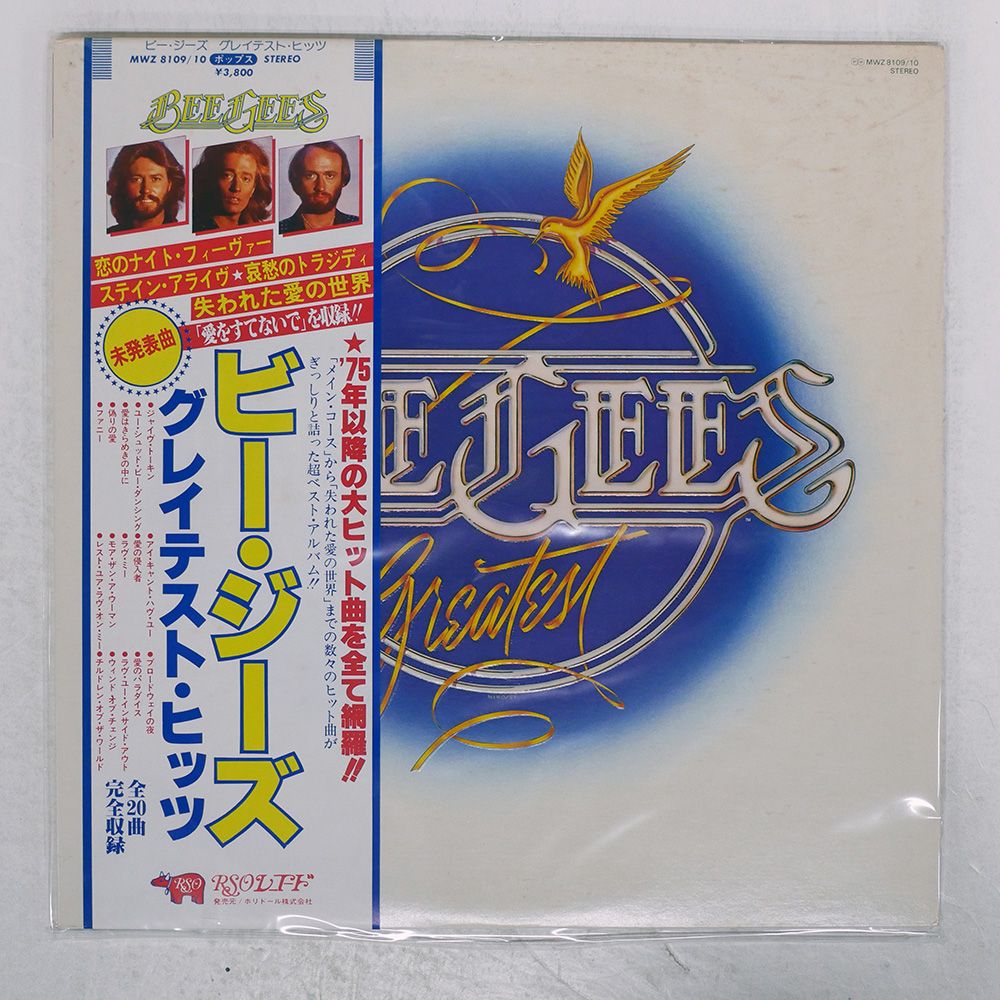 ビー・ジーズ グレイテスト・ヒッツ
MWZ 8109/10 ポップス STEREO
¥3,800
BEE GEES
恋のナイト・フィーヴァー
ステイン・アライヴ★哀愁のトラジディ
失われた愛の世界
「愛をすてないで」を収録!!
未発表曲
★'75年以降の大ヒット曲を全て網羅!!
「メイン・コース」から「失われた愛の世界」までの数々のヒット曲が
ぎっしりと詰った超ベスト・アルバム!!
ビー・ジーズ
グレイテスト・ヒッツ
●ジャイヴ・トーキン
●ユー・シュッド・ビー・ダンシング
●愛はきらめきの中に
●偽りの愛
●ファニー
●アイ・キャント・ハヴ・ユー
●愛の侵入者
●ラヴ・ミー
●モア・ザン・ア・ウーマン
●レスト・ユア・ラヴ・オン・ミー
●ブロードウェイの夜
●愛のパラダイス
●ラヴ・ユー・インサイド・アウト
●ウィンド・オブ・チェンジ
●チルドレン・オブ・ザ・ワールド
全20曲
完全収録
RSO RSOレコード
発売元/ポリドール株式会社
MWZ 8109/10
STEREO
EE GEES
TM
Greatest